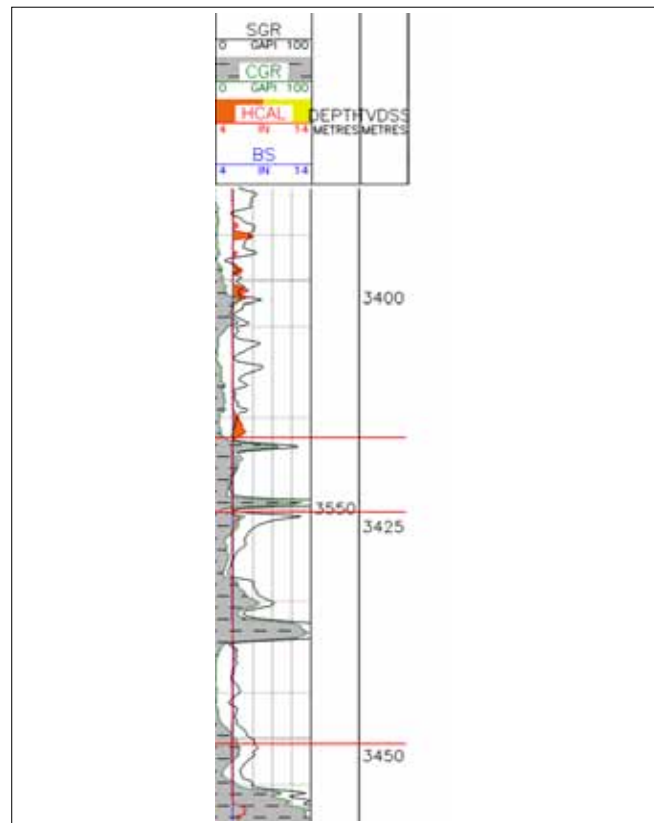 SGR
0 GAPI 100
CGR
0 GAPI 100
HCAL
4 IN 14
BS
4 IN 14
DEPTH
METRES
TVDSS
METRES
3400
3550
3425
3450